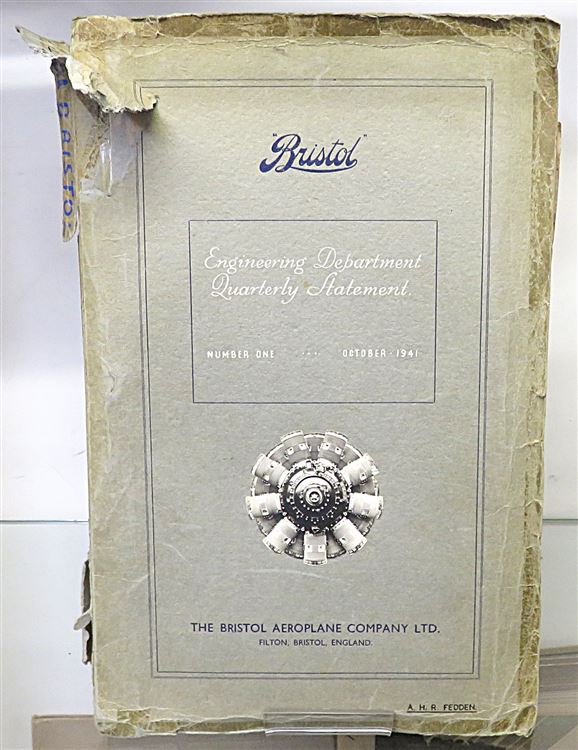 "Bristol"
Engineering Department
Quarterly Statement.
NUMBER ONE ... OCTOBER · 1941
THE BRISTOL AEROPLANE COMPANY LTD.
FILTON, BRISTOL, ENGLAND.
A. H. R. FEDDEN.